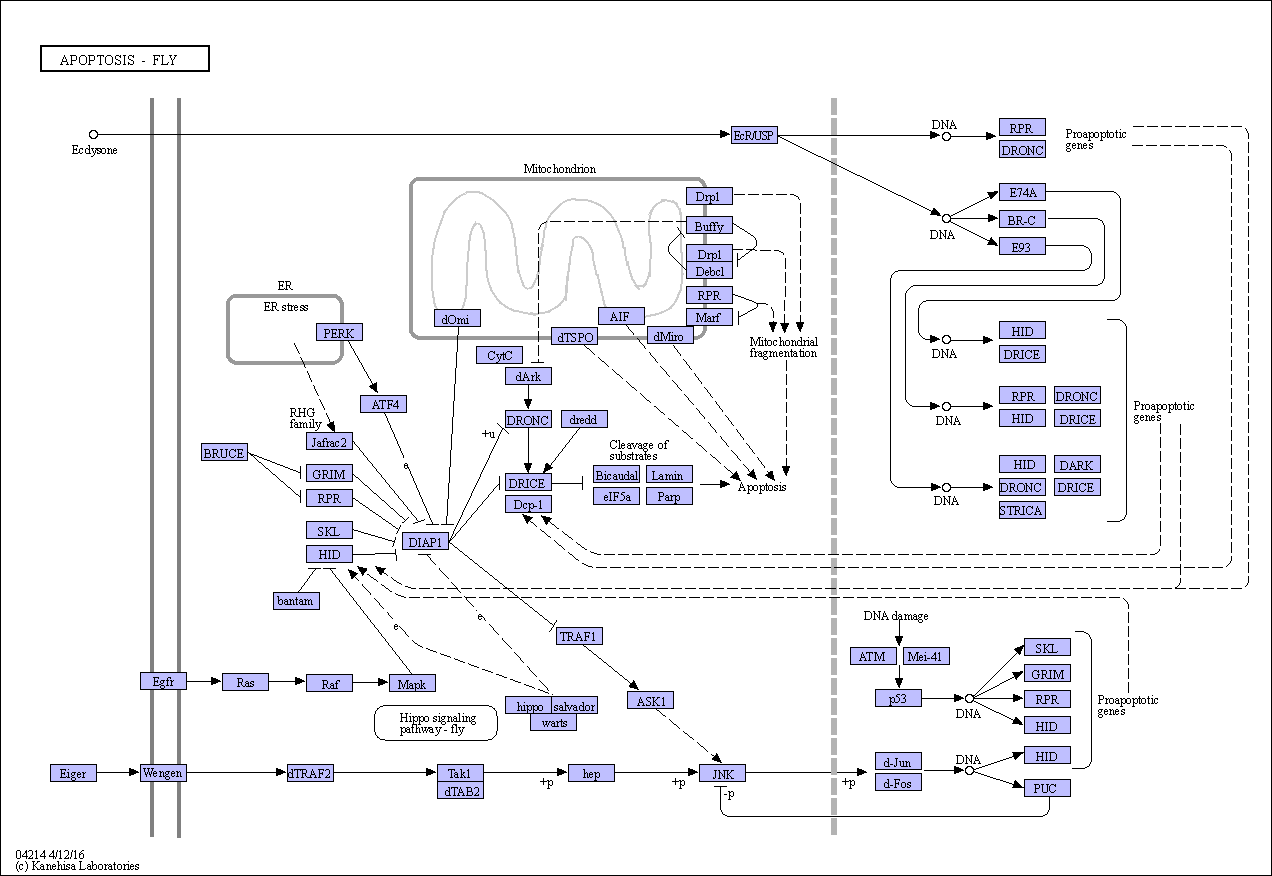 APOPTOSIS - FLY
Ecdysone
EcR/USP
DNA
RPR
DRONC
Proapoptotic
genes
Mitochondrion
Drp1
Buffy
Drp1
Debcl
RPR
Marf
E74A
BR-C
E93
DNA
ER
ER stress
PERK
dOmi
AIF
dTSPO
dMiro
CytC
dArk
Mitochondrial
fragmentation
HID
DRICE
DNA
ATF4
RHG
family
Jafrac2
BRUCE
GRIM
RPR
SKL
HID
bantam
e
+u
DRONC
dredd
Cleavage of
substrates
DRICE
Dcp-1
Bicaudal
Lamin
eIF5a
Parp
Apoptosis
RPR
DRONC
HID
DRICE
DNA
Proapoptotic
genes
HID
DARK
DRONC
DRICE
STRICA
DNA
DIAP1
e
e
TRAF1
DNA damage
ATM
Mei-41
p53
DNA
SKL
GRIM
RPR
HID
Proapoptotic
genes
Egfr
Ras
Raf
Mapk
hippo
salvador
warts
ASK1
Hippo signaling
pathway - fly
Eiger
Wengen
dTRAF2
Tak1
dTAB2
+p
hep
+p
JNK
-p
+p
d-Jun
d-Fos
DNA
HID
PUC
04214 4/12/16
(c) Kanehisa Laboratories